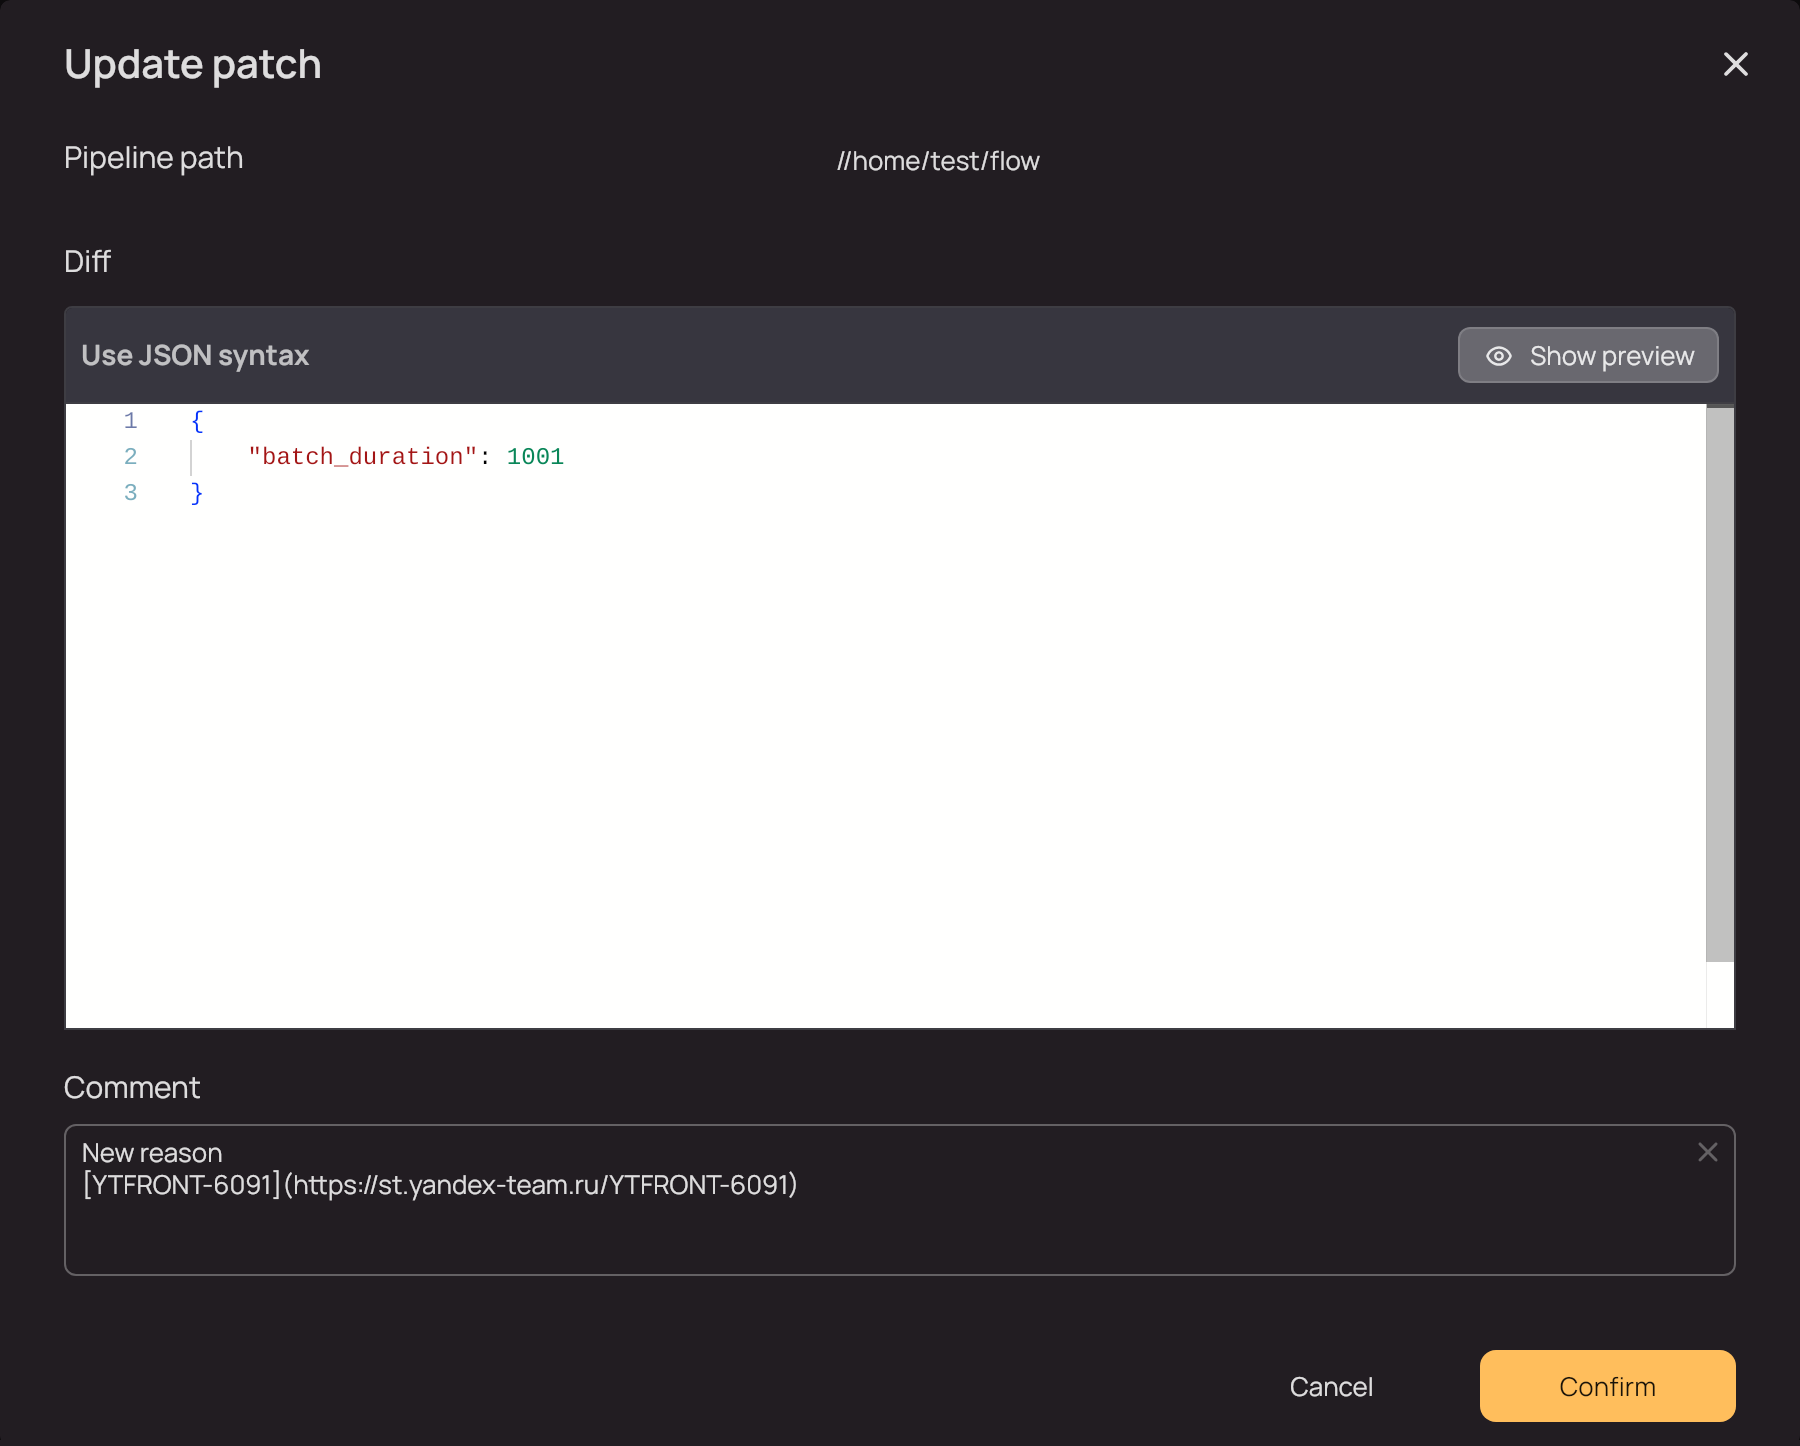 Update patch
Pipeline path
//home/test/flow
Diff
Use JSON syntax
Show preview
1 {
2 "batch_duration": 1001
3 }
Comment
New reason
[YTFRONT-6091](https://st.yandex-team.ru/YTFRONT-6091)
Cancel
Confirm